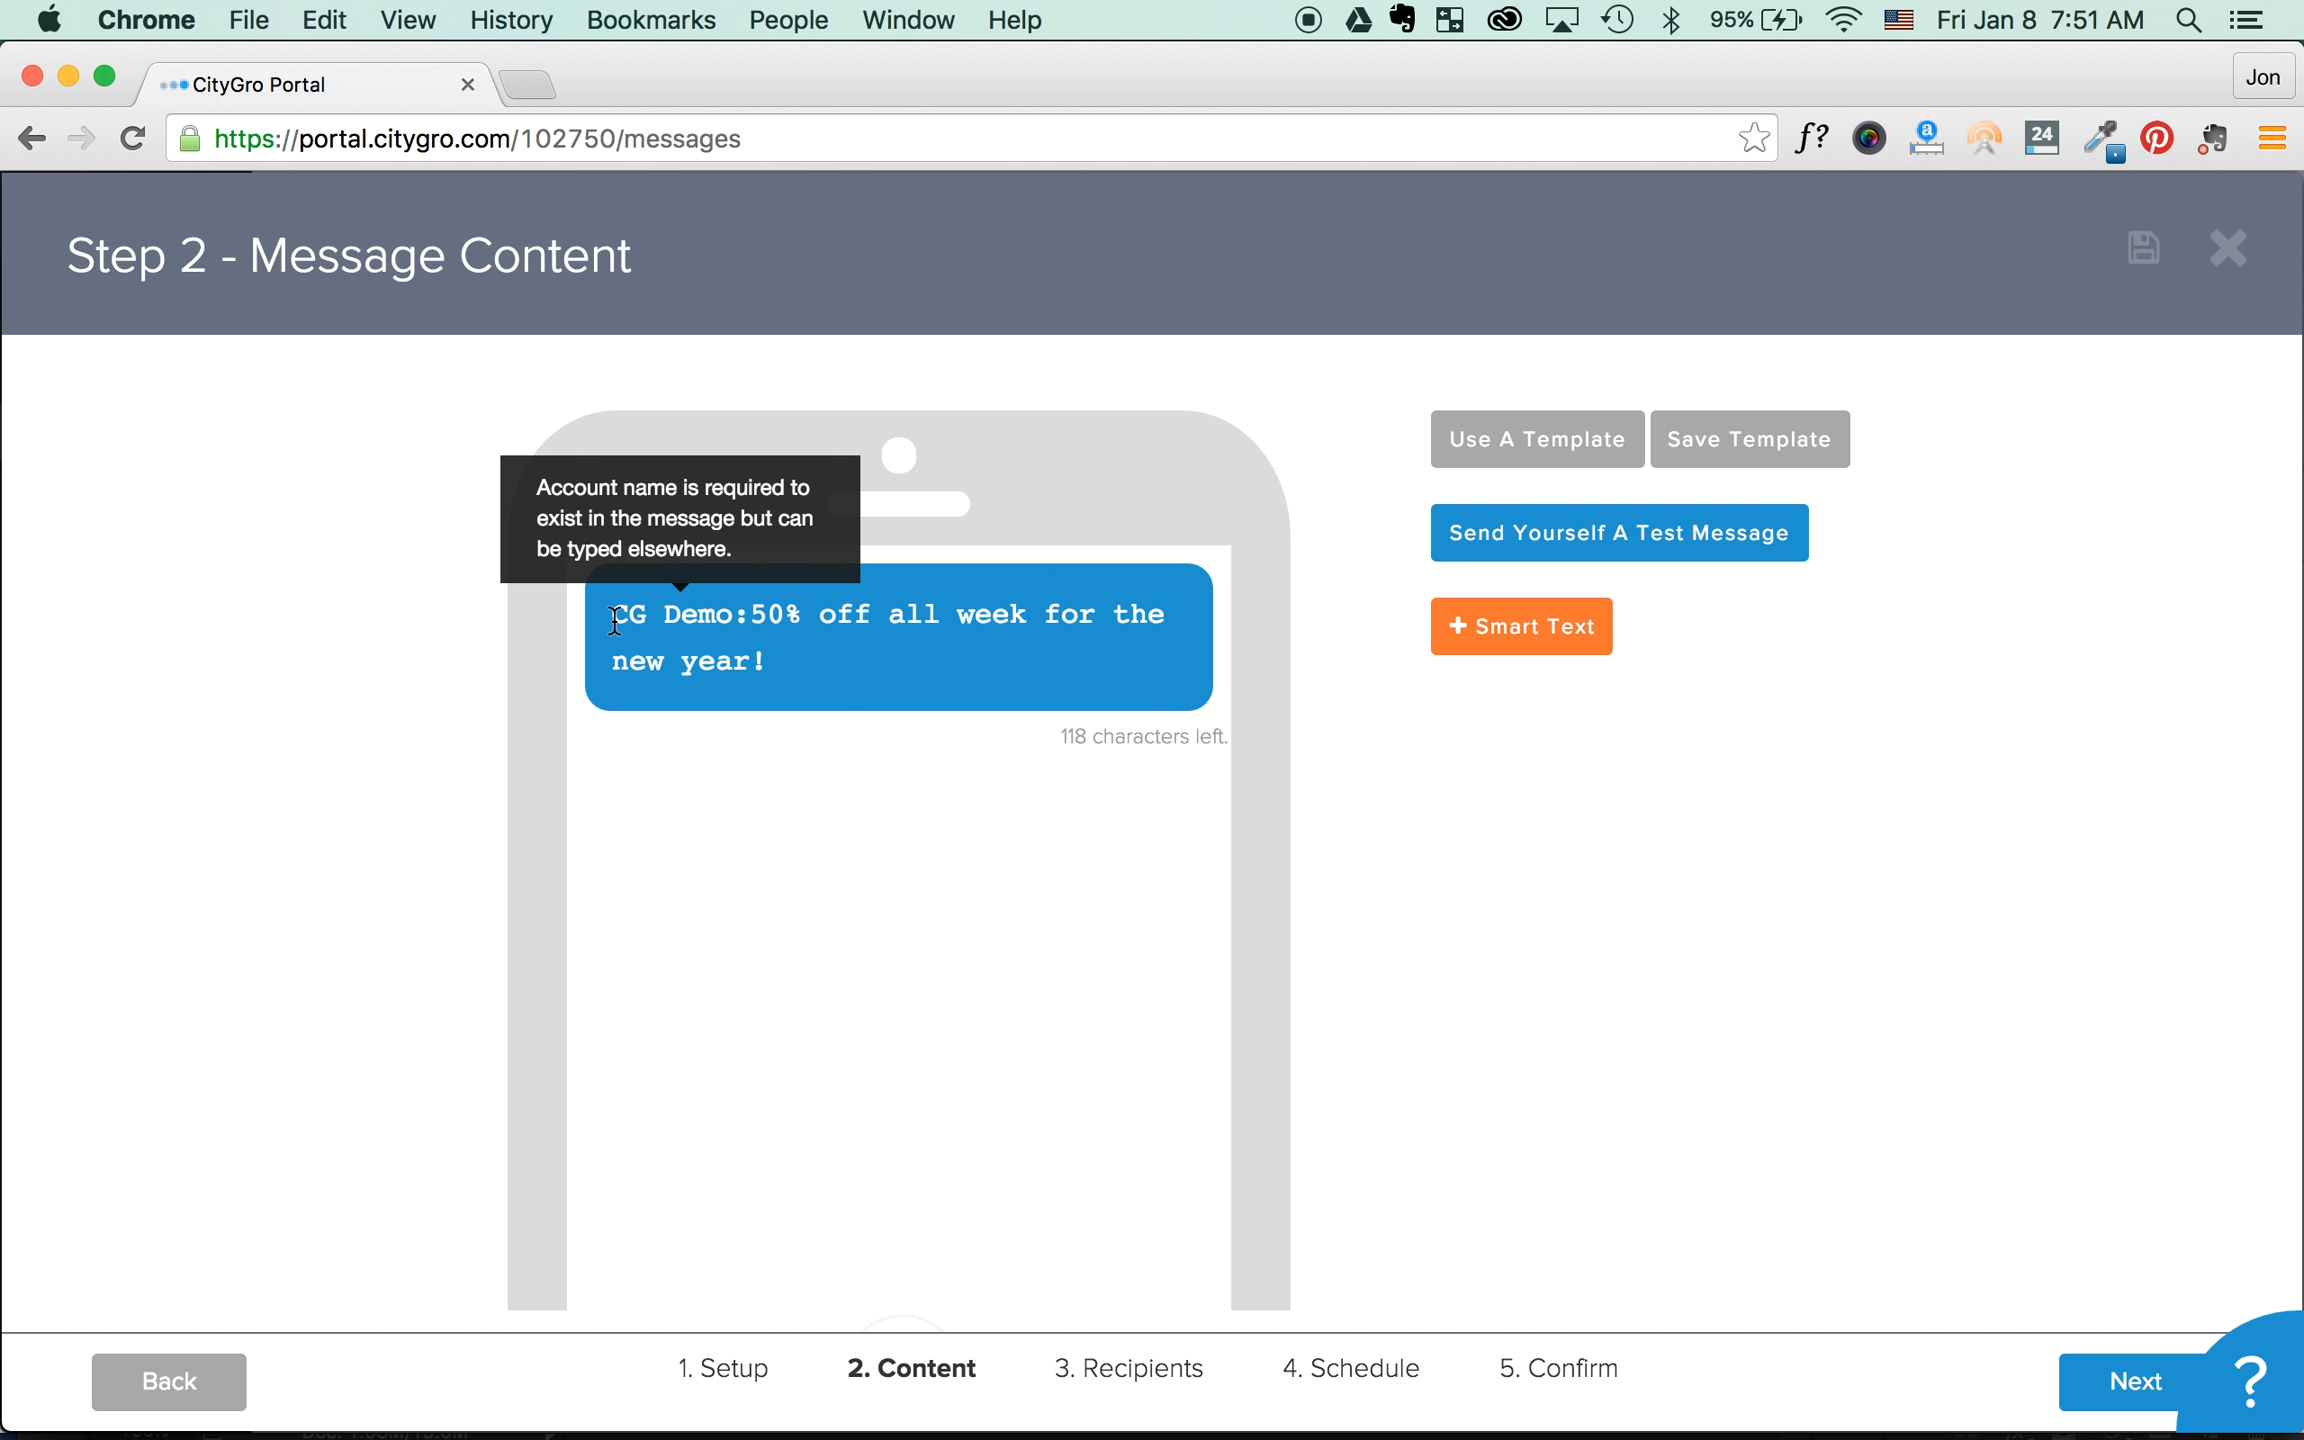 Chrome File Edit View History Bookmarks People Window Help 95% Fri Jan 8 7:51 AM
CityGro Portal Jon
https://portal.citygro.com/102750/messages f? a 24
Step 2 - Message Content
Use A Template Save Template
Account name is required to
exist in the message but can
be typed elsewhere.
Send Yourself A Test Message
CG Demo:50% off all week for the
new year!
+ Smart Text
118 characters left.
Back 1. Setup 2. Content 3. Recipients 4. Schedule 5. Confirm Next ?